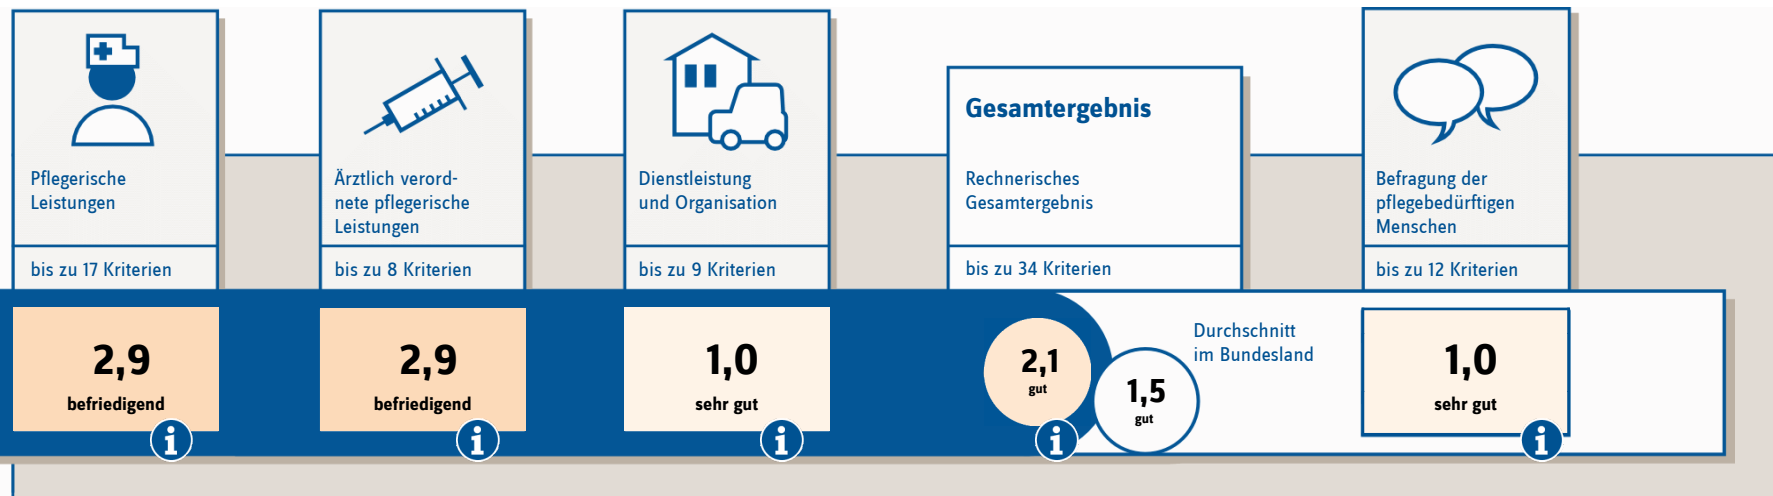 Pflegerische
Leistungen
bis zu 17 Kriterien
2,9
befriedigend
i
Ärztlich verord-
nete pflegerische
Leistungen
bis zu 8 Kriterien
2,9
befriedigend
i
Dienstleistung
und Organisation
bis zu 9 Kriterien
1,0
sehr gut
i
Gesamtergebnis
Rechnerisches
Gesamtergebnis
bis zu 34 Kriterien
2,1
gut
i
1,5
gut
Durchschnitt
im Bundesland
Befragung der
pflegebedürftigen
Menschen
bis zu 12 Kriterien
1,0
sehr gut
i